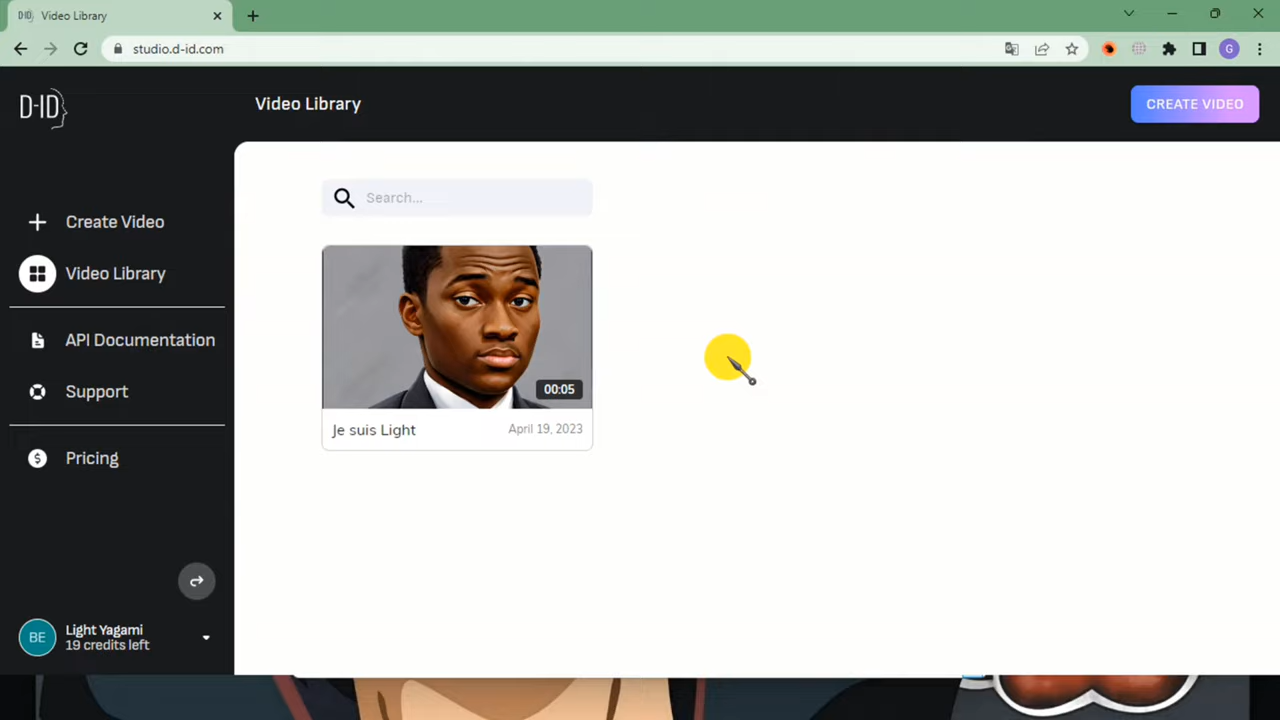 D-ID Video Library
studio.d-id.com
G
D-ID
Video Library
CREATE VIDEO
Create Video
Video Library
API Documentation
Support
$ Pricing
BE
Light Yagami
19 credits left
Search...
00:05
Je suis Light
April 19, 2023